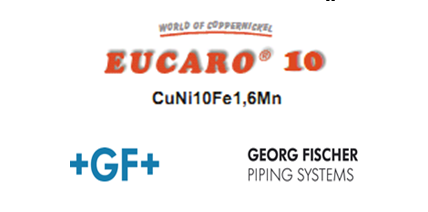 WORLD OF COPPERNICKEL
EUCARO® 10
CuNi10Fe1,6Mn
+GF+
GEORG FISCHER
PIPING SYSTEMS